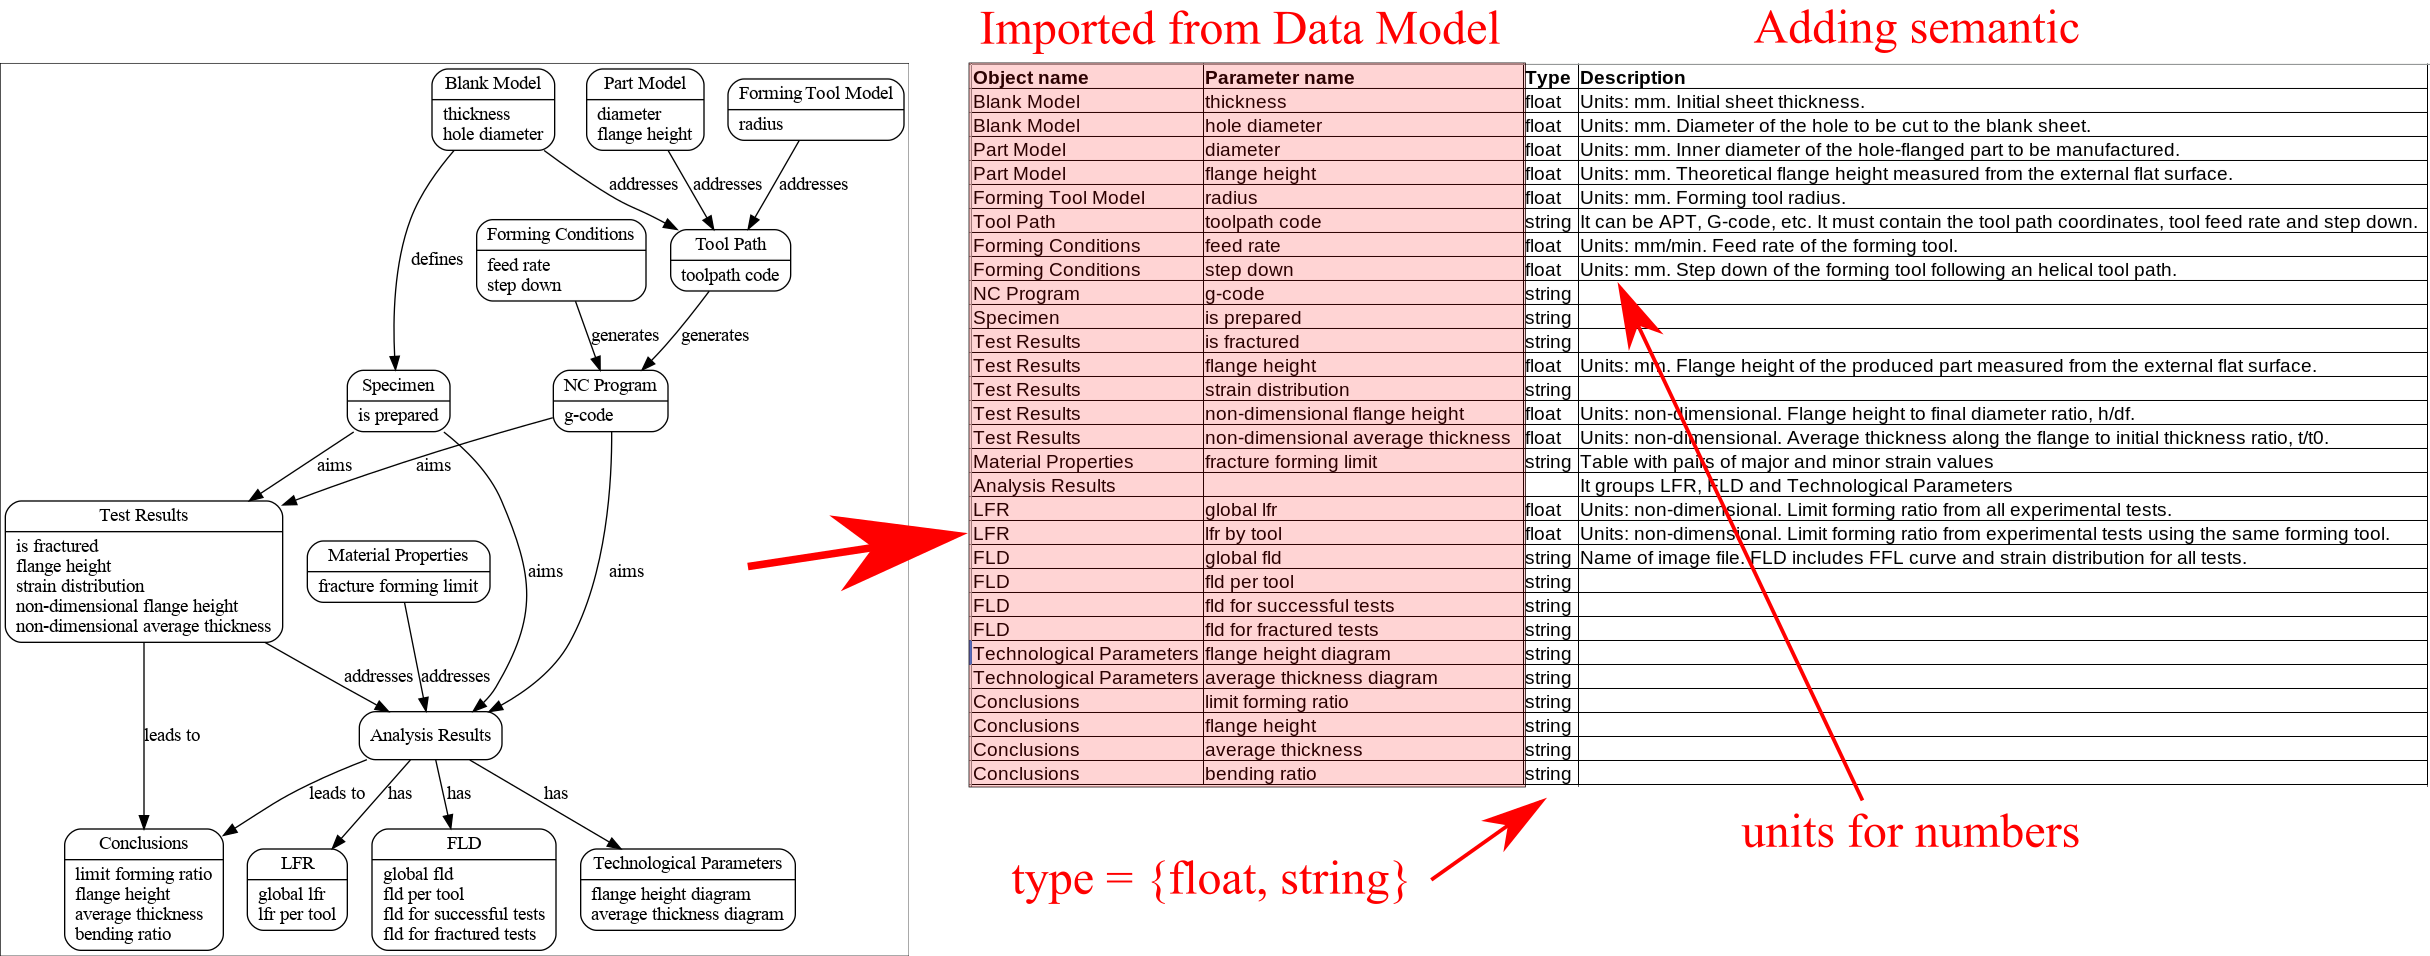 Imported from Data Model
Adding semantic
Blank Model
thickness
hole diameter
Part Model
diameter
flange height
Forming Tool Model
radius
addresses
addresses
addresses
defines
Forming Conditions
feed rate
step down
Tool Path
toolpath code
generates
generates
Specimen
is prepared
NC Program
g-code
aims
aims
Test Results
is fractured
flange height
strain distribution
non-dimensional flange height
non-dimensional average thickness
Material Properties
fracture forming limit
aims
aims
addresses
addresses
leads to
Analysis Results
leads to
has
has
has
Conclusions
limit forming ratio
flange height
average thickness
bending ratio
LFR
global lfr
lfr per tool
FLD
global fld
fld per tool
fld for successful tests
fld for fractured tests
Technological Parameters
flange height diagram
average thickness diagram
Object name Parameter name Type Description
Blank Model thickness float Units: mm. Initial sheet thickness.
Blank Model hole diameter float Units: mm. Diameter of the hole to be cut to the blank sheet.
Part Model diameter float Units: mm. Inner diameter of the hole-flanged part to be manufactured.
Part Model flange height float Units: mm. Theoretical flange height measured from the external flat surface.
Forming Tool Model radius float Units: mm. Forming tool radius.
Tool Path toolpath code string It can be APT, G-code, etc. It must contain the tool path coordinates, tool feed rate and step down.
Forming Conditions feed rate float Units: mm/min. Feed rate of the forming tool.
Forming Conditions step down float Units: mm. Step down of the forming tool following an helical tool path.
NC Program g-code string
Specimen is prepared string
Test Results is fractured string
Test Results flange height float Units: mm. Flange height of the produced part measured from the external flat surface.
Test Results strain distribution string
Test Results non-dimensional flange height float Units: non-dimensional. Flange height to final diameter ratio, h/df.
Test Results non-dimensional average thickness float Units: non-dimensional. Average thickness along the flange to initial thickness ratio, t/t0.
Material Properties fracture forming limit string Table with pairs of major and minor strain values
Analysis Results It groups LFR, FLD and Technological Parameters
LFR global lfr float Units: non-dimensional. Limit forming ratio from all experimental tests.
LFR lfr by tool float Units: non-dimensional. Limit forming ratio from experimental tests using the same forming tool.
FLD global fld string Name of image file. FLD includes FFL curve and strain distribution for all tests.
FLD fld per tool string
FLD fld for successful tests string
FLD fld for fractured tests string
Technological Parameters flange height diagram string
Technological Parameters average thickness diagram string
Conclusions limit forming ratio string
Conclusions flange height string
Conclusions average thickness string
Conclusions bending ratio string
units for numbers
type = {float, string}